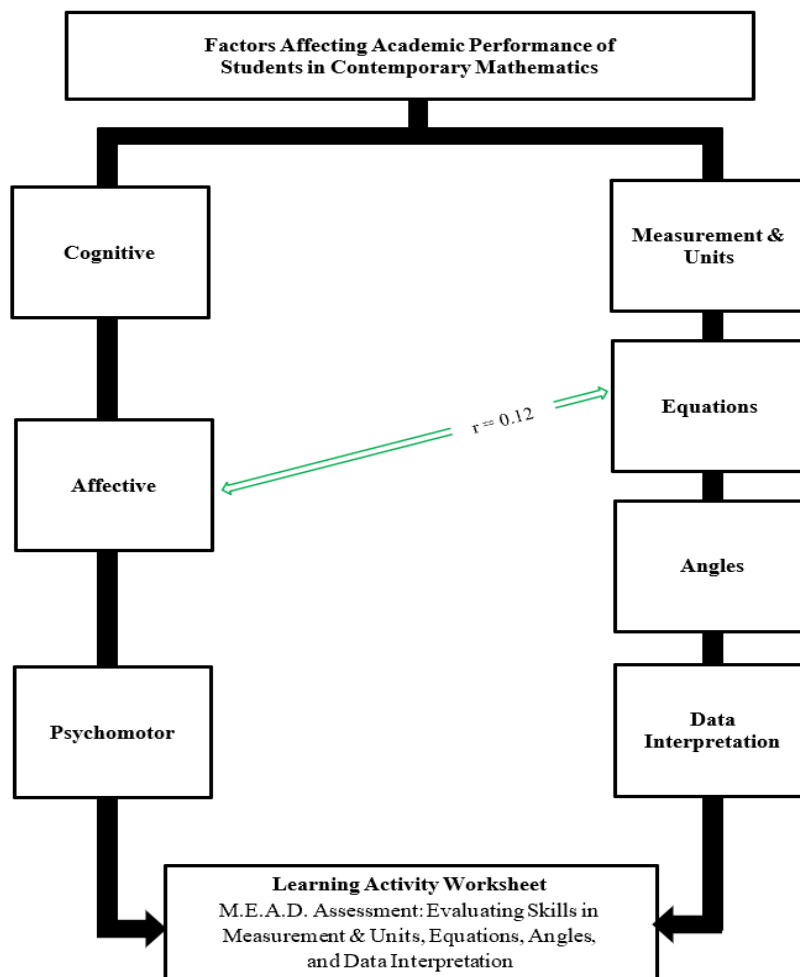 Factors Affecting Academic Performance of
Students in Contemporary Mathematics
Cognitive
Measurement &
Units
Equations
r = 0.12
Affective
Angles
Psychomotor
Data
Interpretation
Learning Activity Worksheet
M.E.A.D. Assessment: Evaluating Skills in
Measurement & Units, Equations, Angles,
and Data Interpretation